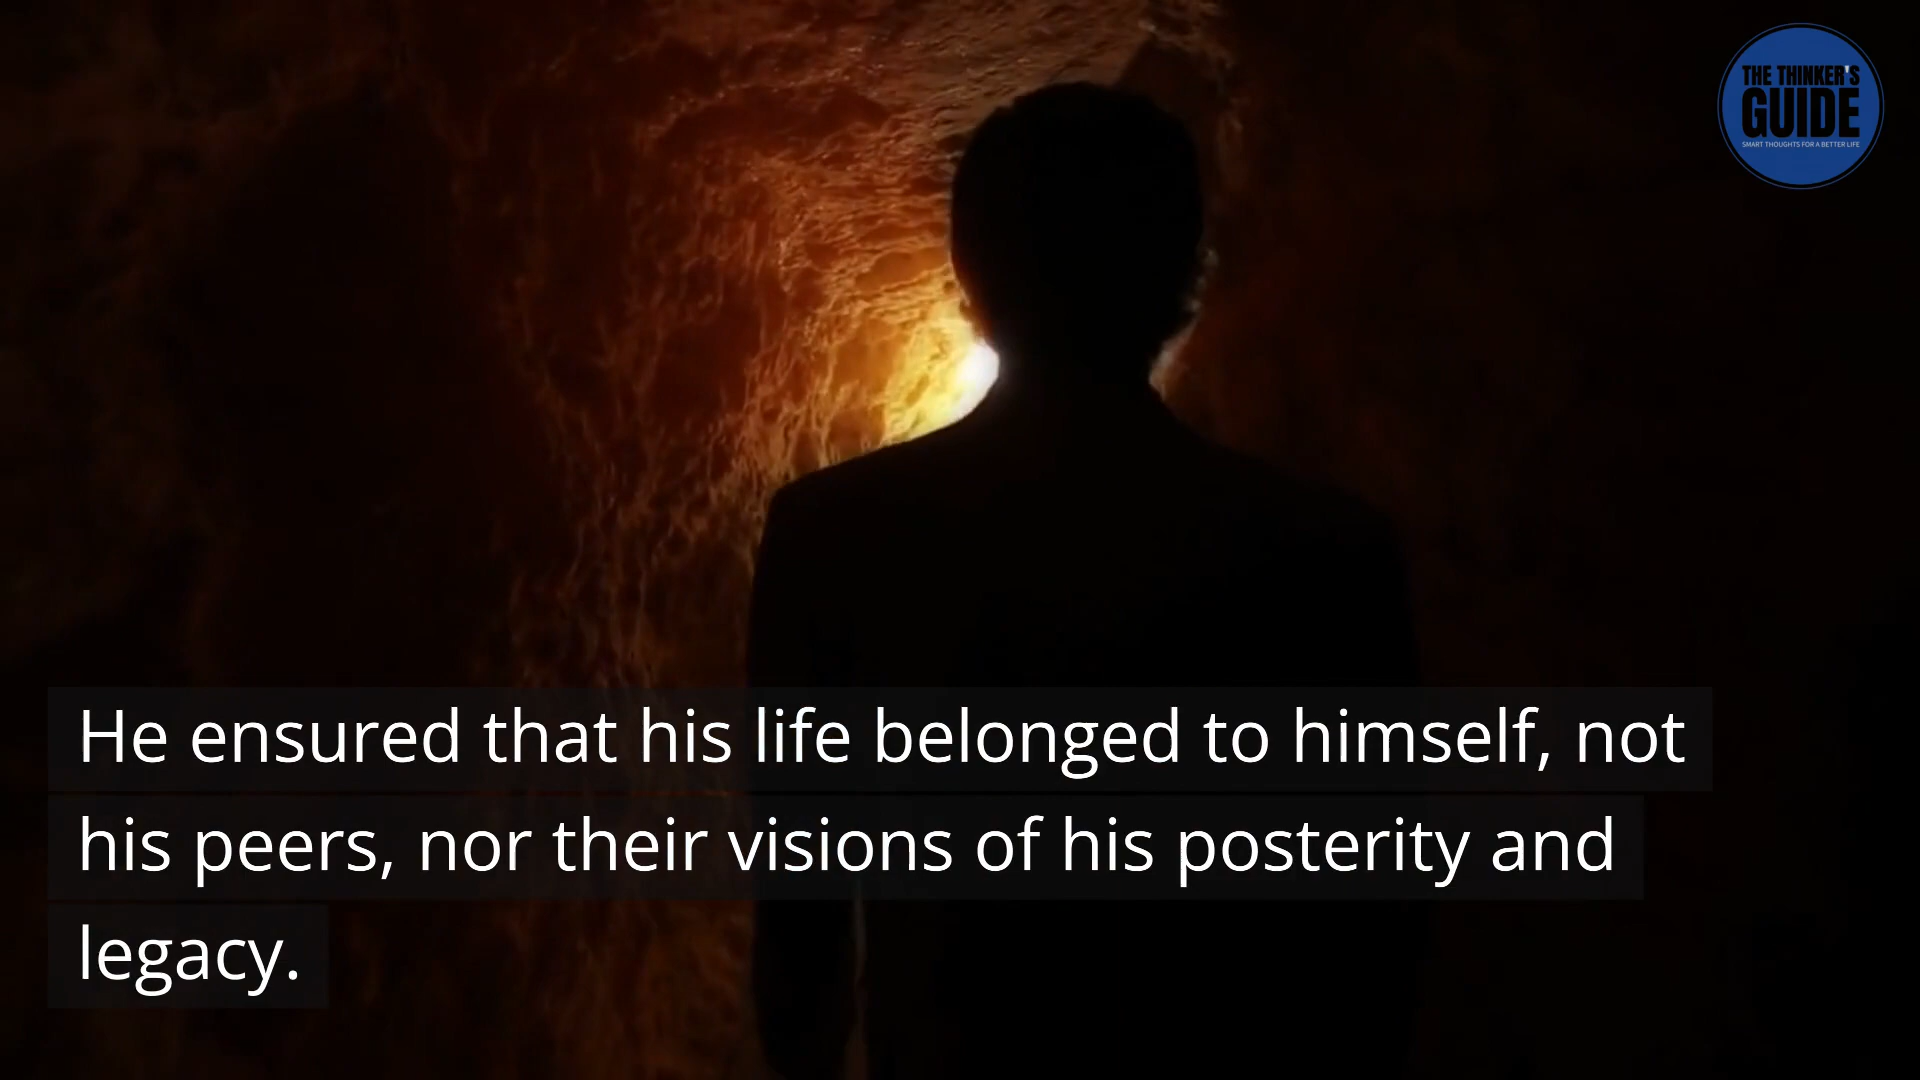 THE THINKER'S
GUIDE
SMART THOUGHTS FOR A BETTER LIFE
He ensured that his life belonged to himself, not
his peers, nor their visions of his posterity and
legacy.